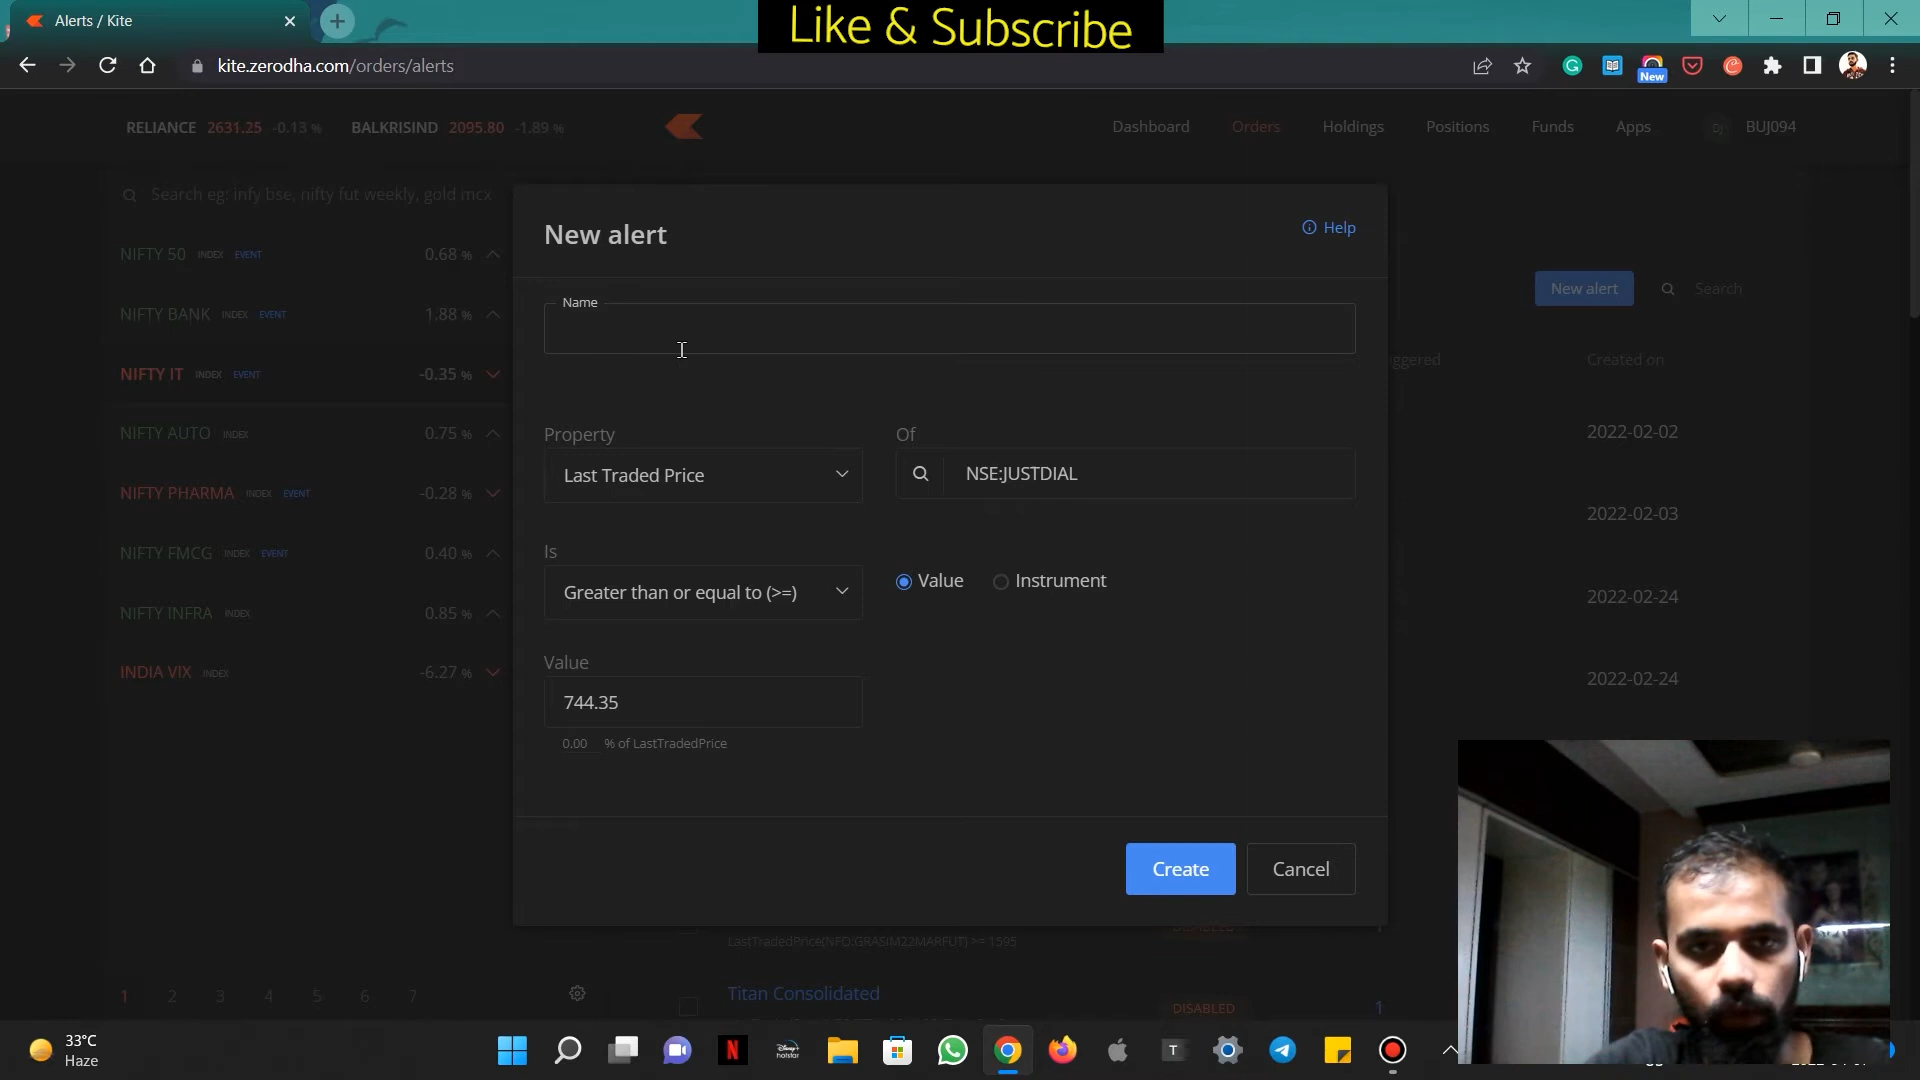 Alerts / Kite
Like & Subscribe
kite.zerodha.com/orders/alerts
New
RELIANCE 2631.25 -0.13 % BALKRISIND 2095.80 -1.89 %
Dashboard Orders Holdings Positions Funds Apps BUJ094
Search eg: infy bse, nifty fut weekly, gold mcx
New alert
Help
NIFTY 50 INDEX EVENT 0.68 %
New alert
Search
Name
NIFTY BANK INDEX EVENT 1.88 %
ggered
Created on
NIFTY IT INDEX EVENT -0.35 %
NIFTY AUTO INDEX 0.75 %
Property
Of
2022-02-02
Last Traded Price
NSE:JUSTDIAL
NIFTY PHARMA INDEX EVENT -0.28 %
2022-02-03
NIFTY FMCG INDEX EVENT 0.40 %
Is
Greater than or equal to (>=)
Value
Instrument
2022-02-24
NIFTY INFRA INDEX 0.85 %
INDIA VIX INDEX -6.27 %
Value
2022-02-24
744.35
0.00 % of LastTradedPrice
Create
Cancel
DISABLED
1
LastTradedPrice(NFO:GRASIM22MARFUT) >= 1595
1 2 3 4 5 6 7
Titan Consolidated
DISABLED
1
33°C
Haze
N
Disney+ hotstar
T